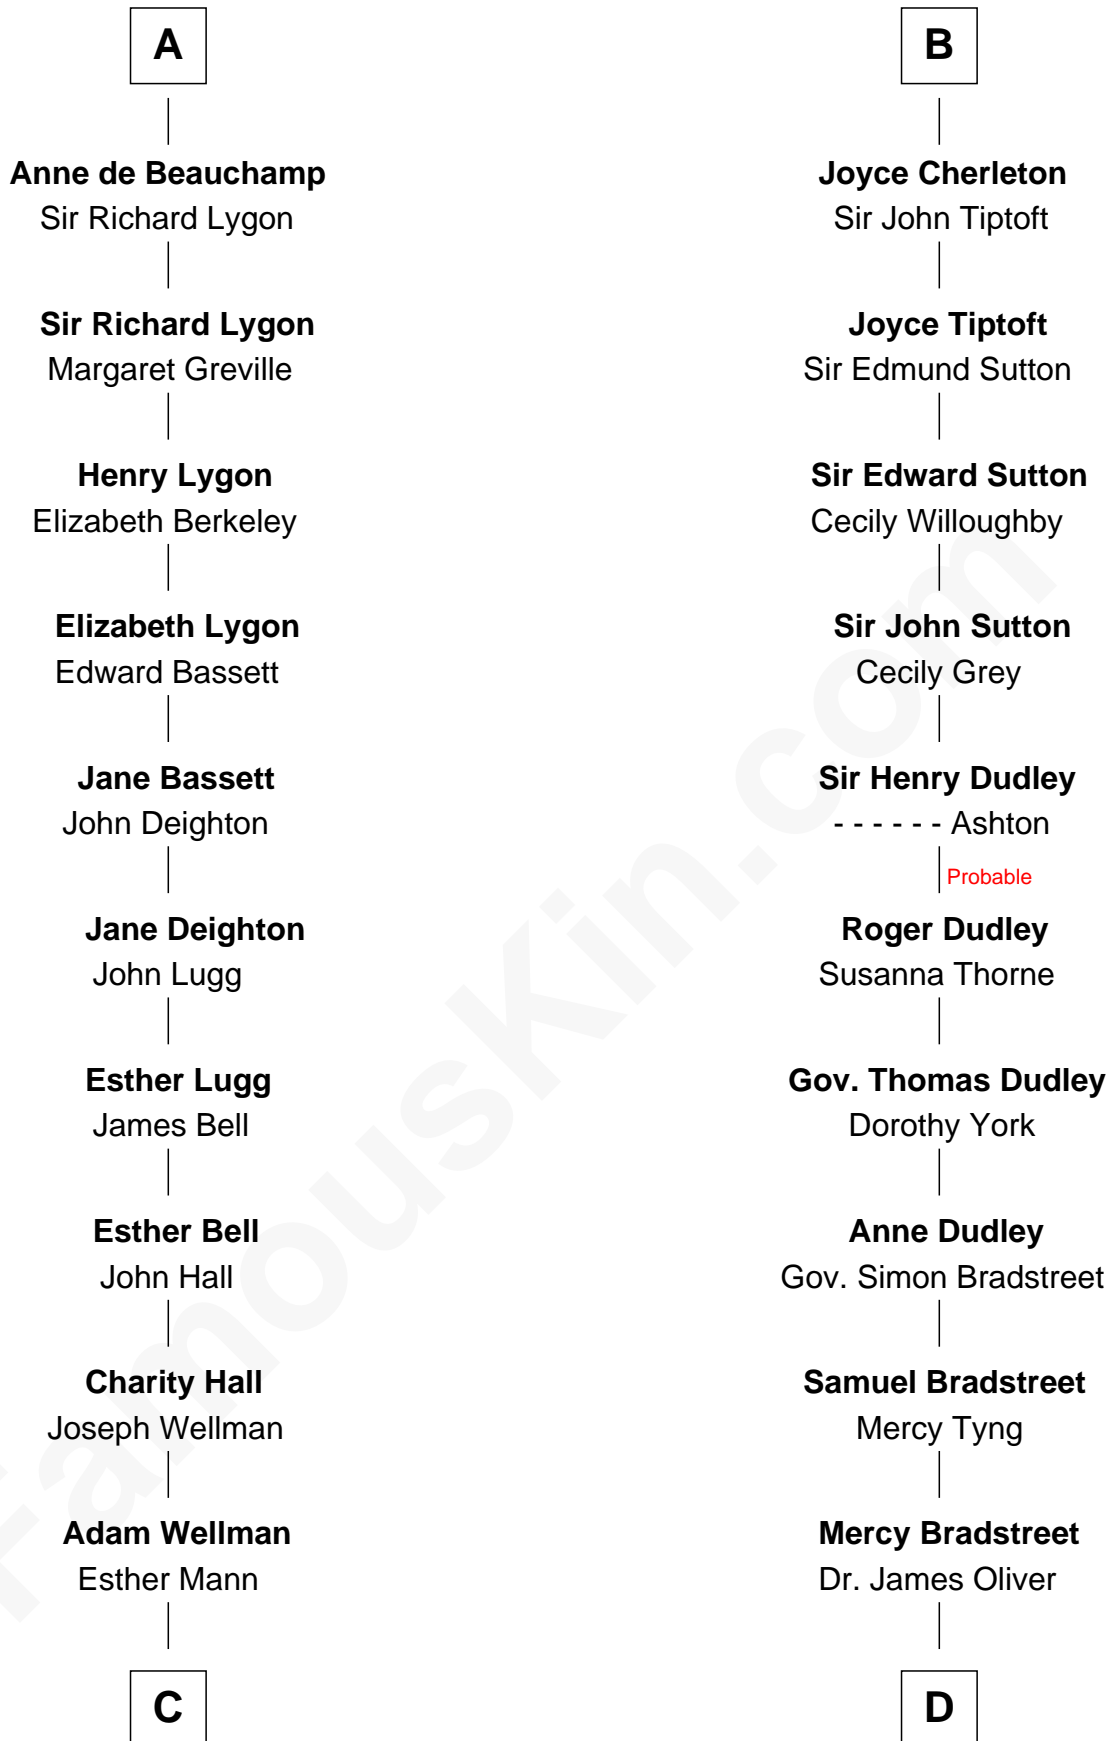 A
Anne de Beauchamp
Sir Richard Lygon
Sir Richard Lygon
Margaret Greville
Henry Lygon
Elizabeth Berkeley
Elizabeth Lygon
Edward Bassett
Jane Bassett
John Deighton
Jane Deighton
John Lugg
Esther Lugg
James Bell
Esther Bell
John Hall
Charity Hall
Joseph Wellman
Adam Wellman
Esther Mann
C
B
Joyce Cherleton
Sir John Tiptoft
Joyce Tiptoft
Sir Edmund Sutton
Sir Edward Sutton
Cecily Willoughby
Sir John Sutton
Cecily Grey
Sir Henry Dudley
- - - - - - Ashton
Probable
Roger Dudley
Susanna Thorne
Gov. Thomas Dudley
Dorothy York
Anne Dudley
Gov. Simon Bradstreet
Samuel Bradstreet
Mercy Tyng
Mercy Bradstreet
Dr. James Oliver
D
FamousKin.com